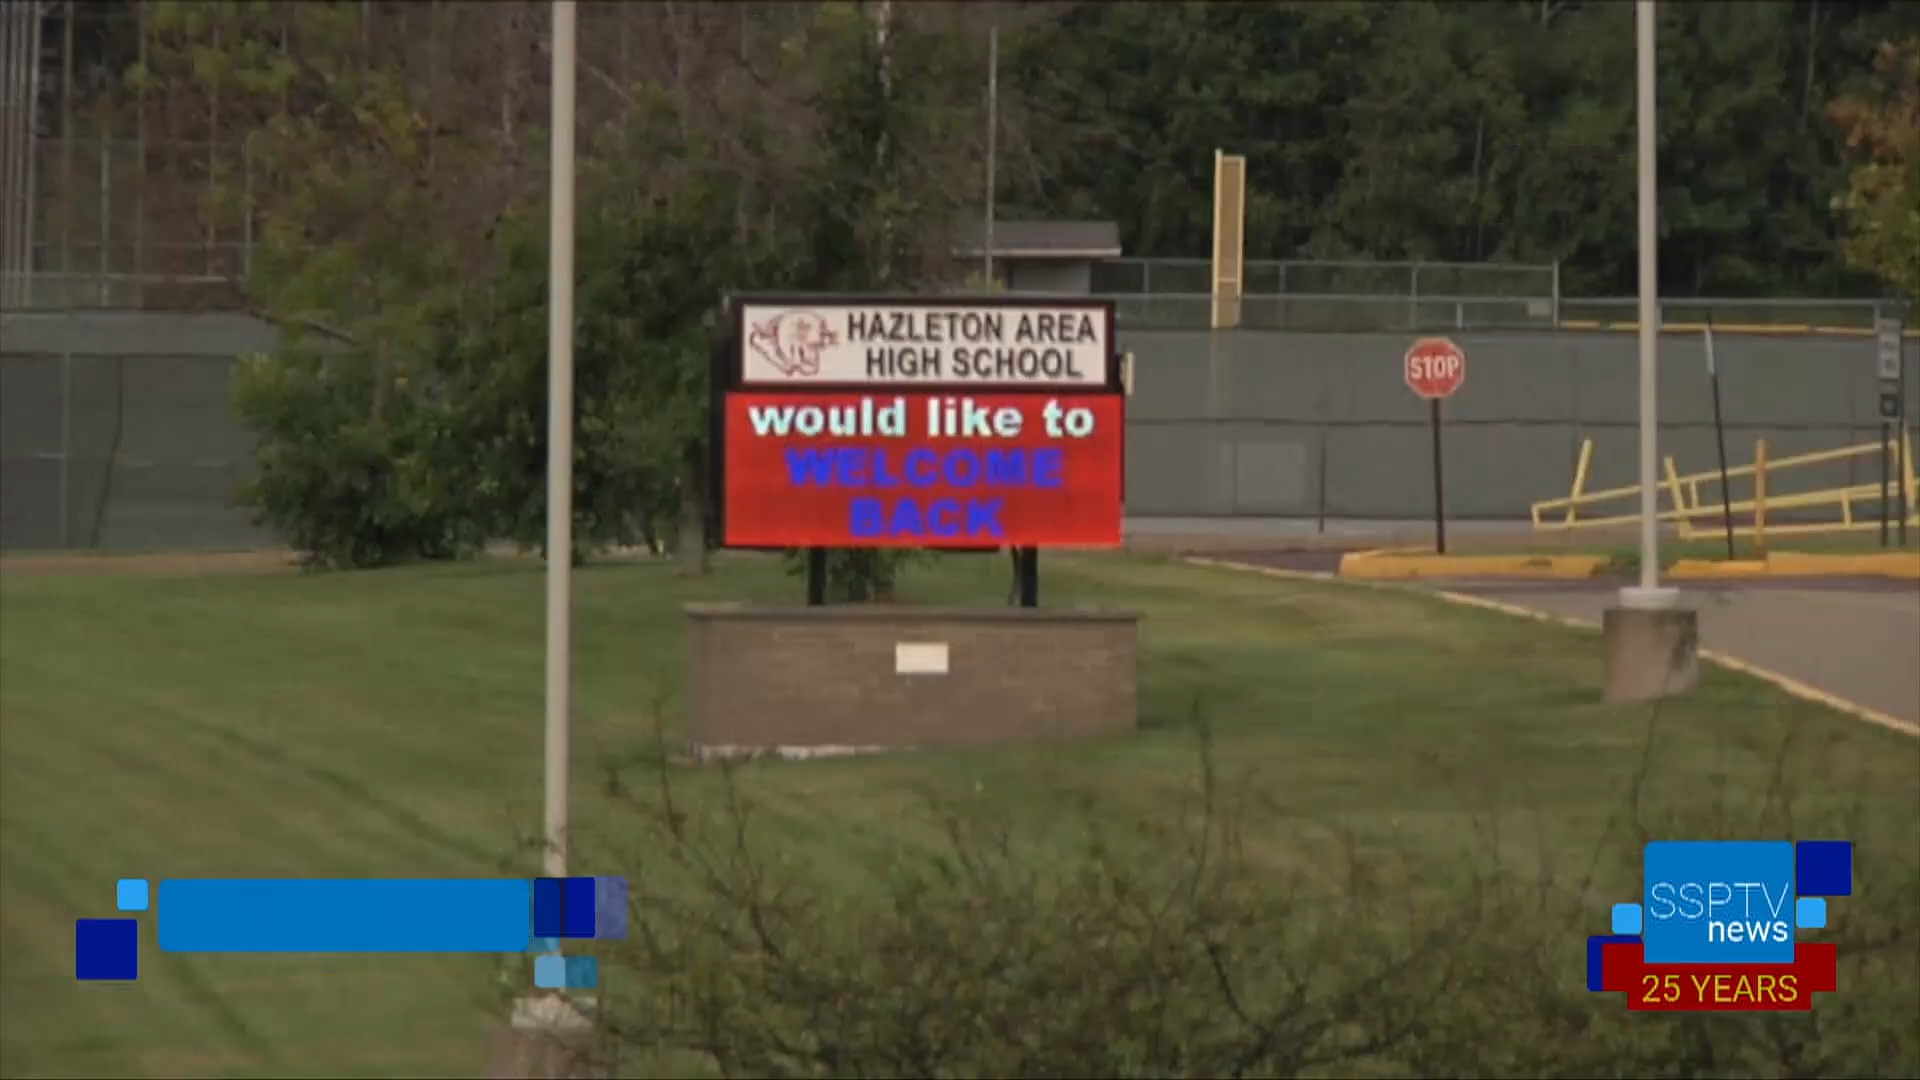 HAZLETON AREA
HIGH SCHOOL
would like to
WELCOME
BACK
STOP
SSPTV
news
25 YEARS